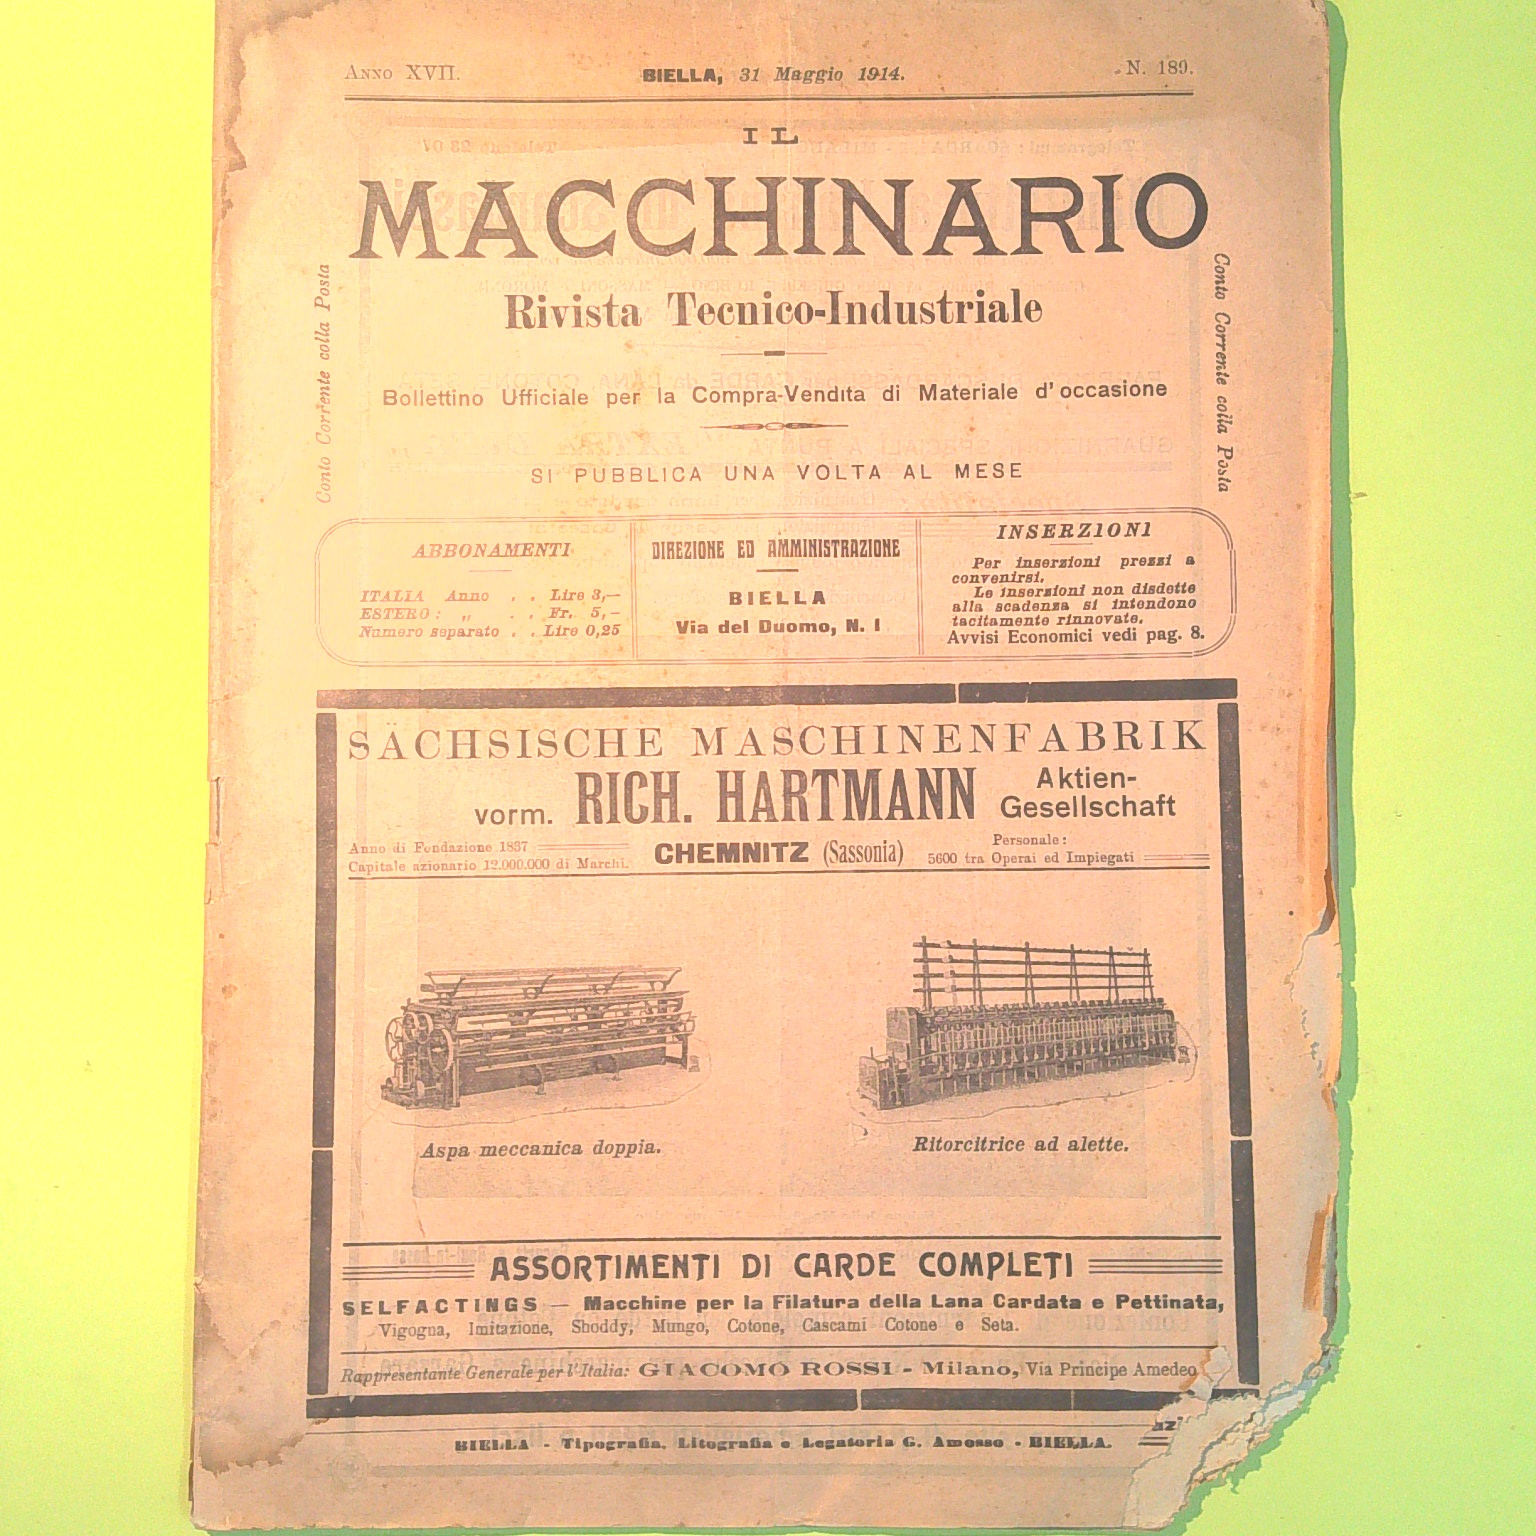 Anno XVII.
BIELLA, 31 Maggio 1914.
N. 189.
IL
MACCHINARIO
Rivista Tecnico-Industriale
Conto Corrente colla Posta
Conto Corrente colla Posta
Bollettino Ufficiale per la Compra-Vendita di Materiale d'occasione
SI PUBBLICA UNA VOLTA AL MESE
ABBONAMENTI
ITALIA Anno . . Lire 3,—
ESTERO: „ . . Fr. 5,—
Numero separato . . Lire 0,25
DIREZIONE ED AMMINISTRAZIONE
BIELLA
Via del Duomo, N. 1
INSERZIONI
Per inserzioni prezzi a
convenirsi.
Le inserzioni non disdette
alla scadenza si intendono
tacitamente rinnovate.
Avvisi Economici vedi pag. 8.
SÄCHSISCHE MASCHINENFABRIK
vorm. RICH. HARTMANN Aktien-
Gesellschaft
Anno di Fondazione 1837
Capitale azionario 12.000.000 di Marchi.
CHEMNITZ (Sassonia)
Personale:
5600 tra Operai ed Impiegati
Aspa meccanica doppia.
Ritorcitrice ad alette.
ASSORTIMENTI DI CARDE COMPLETI
SELFACTINGS — Macchine per la Filatura della Lana Cardata e Pettinata,
Vigogna, Imitazione, Shoddy, Mungo, Cotone, Cascami Cotone e Seta.
Rappresentante Generale per l'Italia: GIACOMO ROSSI - Milano, Via Principe Amedeo
BIELLA - Tipografia, Litografia e Legatoria G. Amosso - BIELLA.